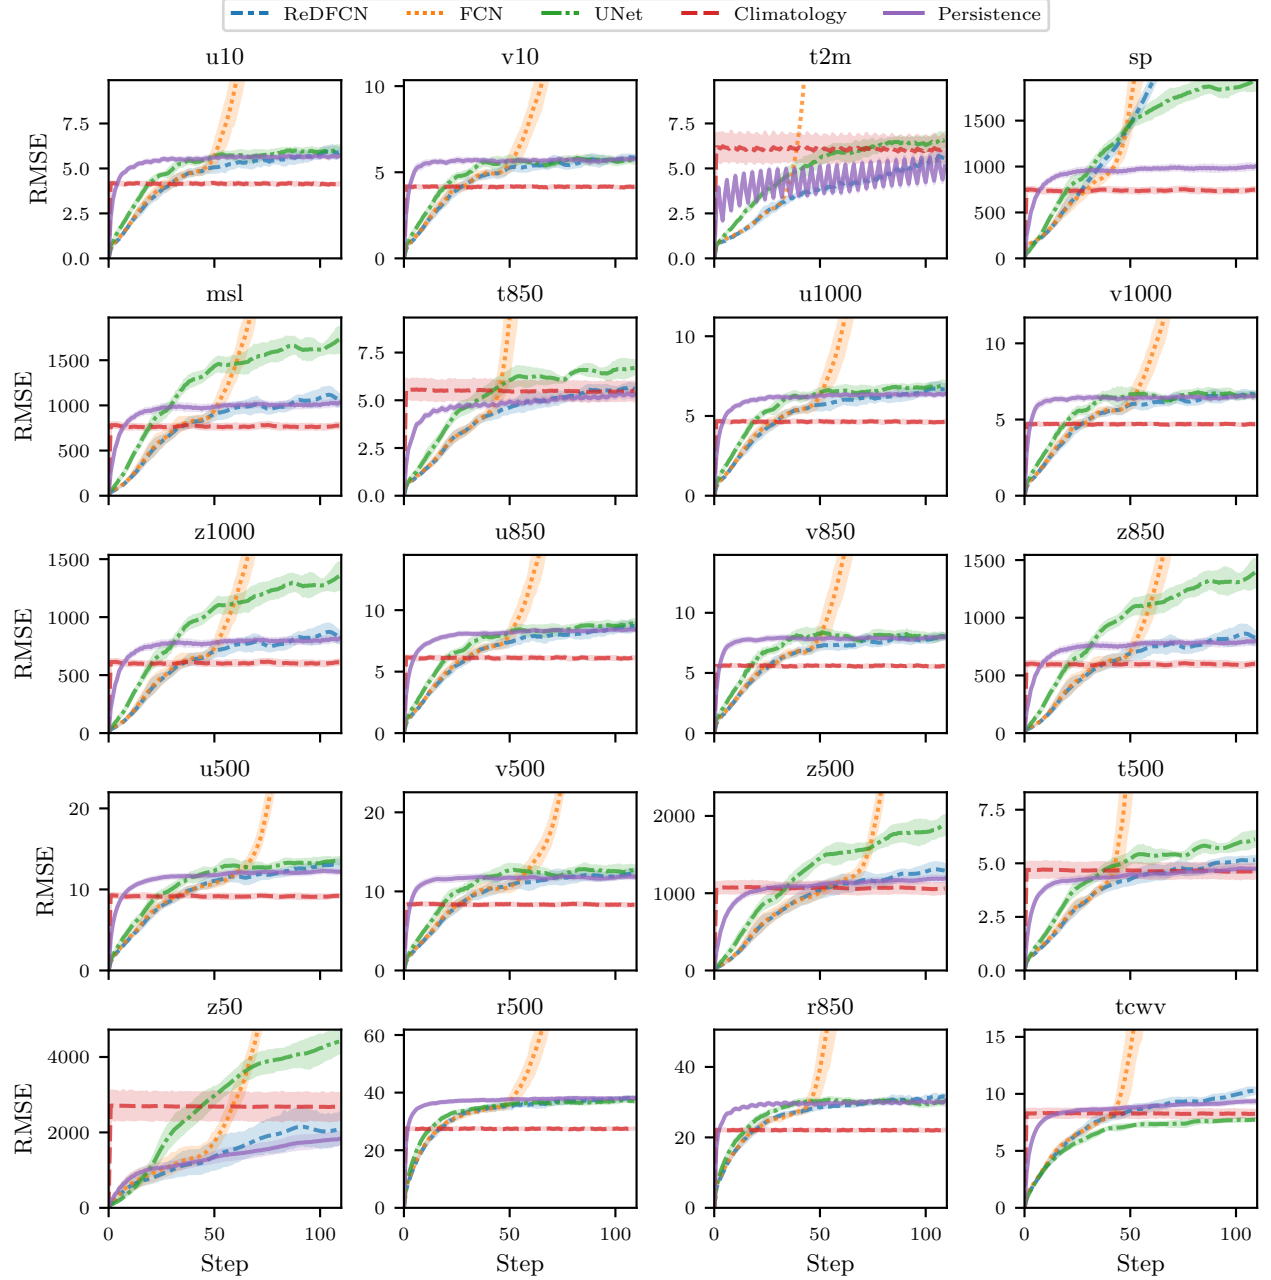 ReDFCN FCN UNet Climatology Persistence
u10 v10 t2m sp
RMSE
0.0 2.5 5.0 7.5
0 5 10
0.0 2.5 5.0 7.5
0 500 1000 1500
msl t850 u1000 v1000
RMSE
0 500 1000 1500
0.0 2.5 5.0 7.5
0 5 10
0 5 10
z1000 u850 v850 z850
RMSE
0 500 1000 1500
0 5 10
0 5 10
0 500 1000 1500
u500 v500 z500 t500
RMSE
0 10 20
0 10 20
0 1000 2000
0.0 2.5 5.0 7.5
z50 r500 r850 tcwv
RMSE
0 2000 4000
0 20 40 60
0 20 40
0 5 10 15
0 50 100 0 50 100 0 50 100 0 50 100
Step Step Step Step